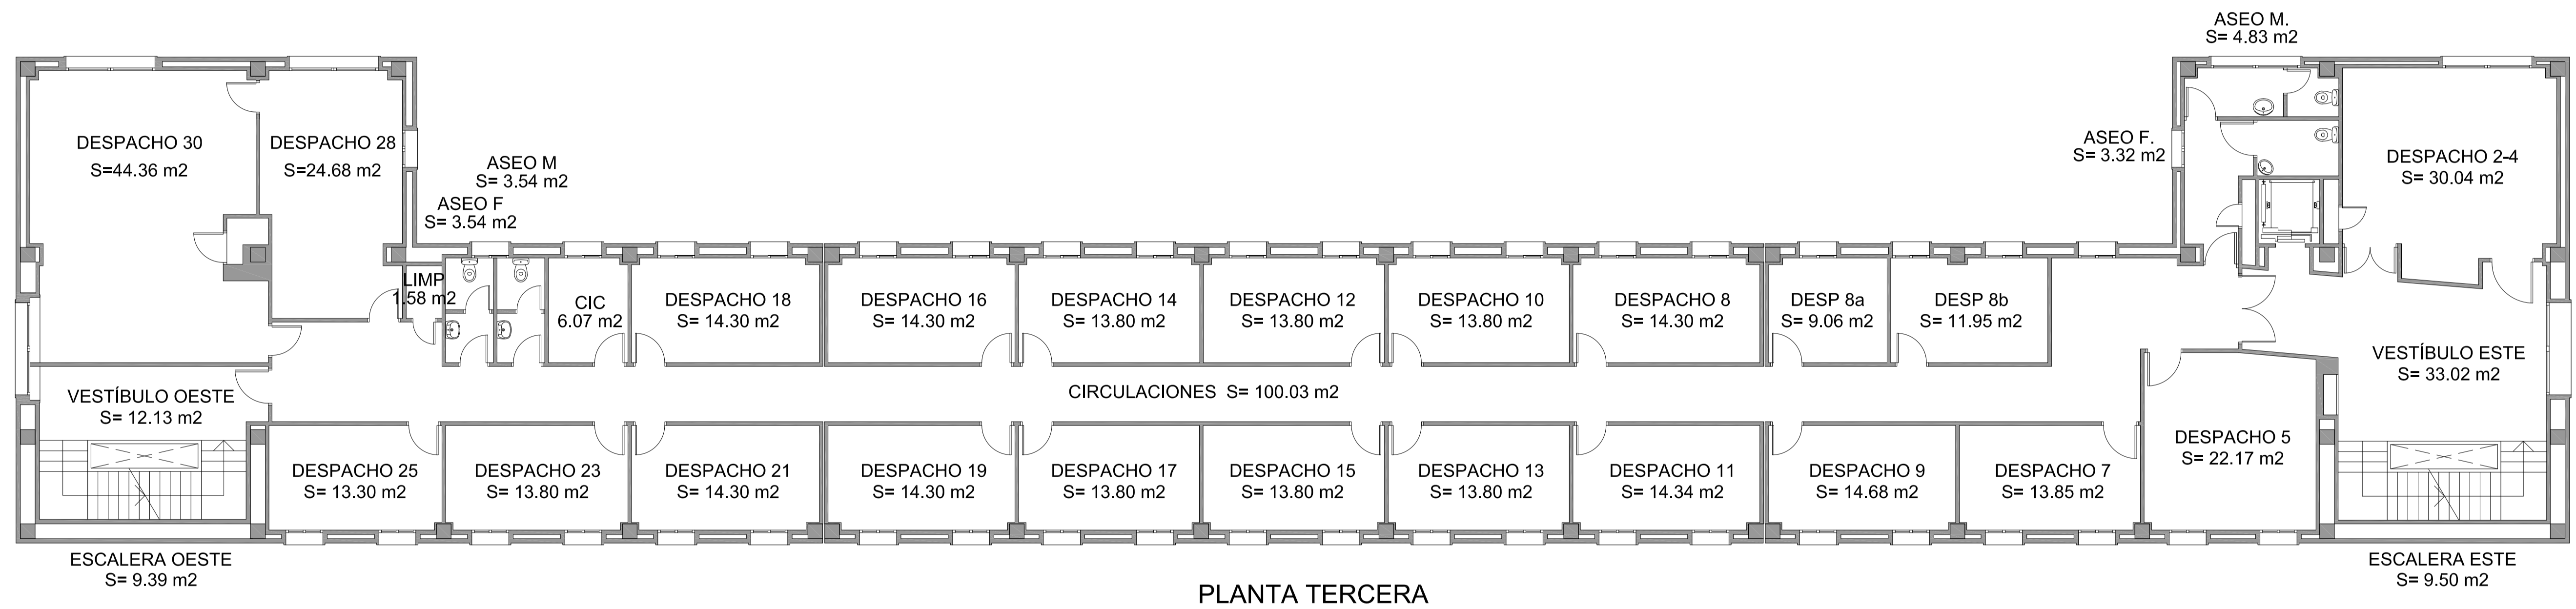 ASEO M.
S= 4.83 m2
DESPACHO 30
S=44.36 m2
DESPACHO 28
S=24.68 m2
ASEO M
S= 3.54 m2
ASEO F
S= 3.54 m2
ASEO F.
S= 3.32 m2
DESPACHO 2-4
S= 30.04 m2
LIMP
1.58 m2
CIC
6.07 m2
DESPACHO 18
S= 14.30 m2
DESPACHO 16
S= 14.30 m2
DESPACHO 14
S= 13.80 m2
DESPACHO 12
S= 13.80 m2
DESPACHO 10
S= 13.80 m2
DESPACHO 8
S= 14.30 m2
DESP 8a
S= 9.06 m2
DESP 8b
S= 11.95 m2
VESTÍBULO ESTE
S= 33.02 m2
VESTÍBULO OESTE
S= 12.13 m2
CIRCULACIONES S= 100.03 m2
DESPACHO 25
S= 13.30 m2
DESPACHO 23
S= 13.80 m2
DESPACHO 21
S= 14.30 m2
DESPACHO 19
S= 14.30 m2
DESPACHO 17
S= 13.80 m2
DESPACHO 15
S= 13.80 m2
DESPACHO 13
S= 13.80 m2
DESPACHO 11
S= 14.34 m2
DESPACHO 9
S= 14.68 m2
DESPACHO 7
S= 13.85 m2
DESPACHO 5
S= 22.17 m2
ESCALERA OESTE
S= 9.39 m2
ESCALERA ESTE
S= 9.50 m2
PLANTA TERCERA